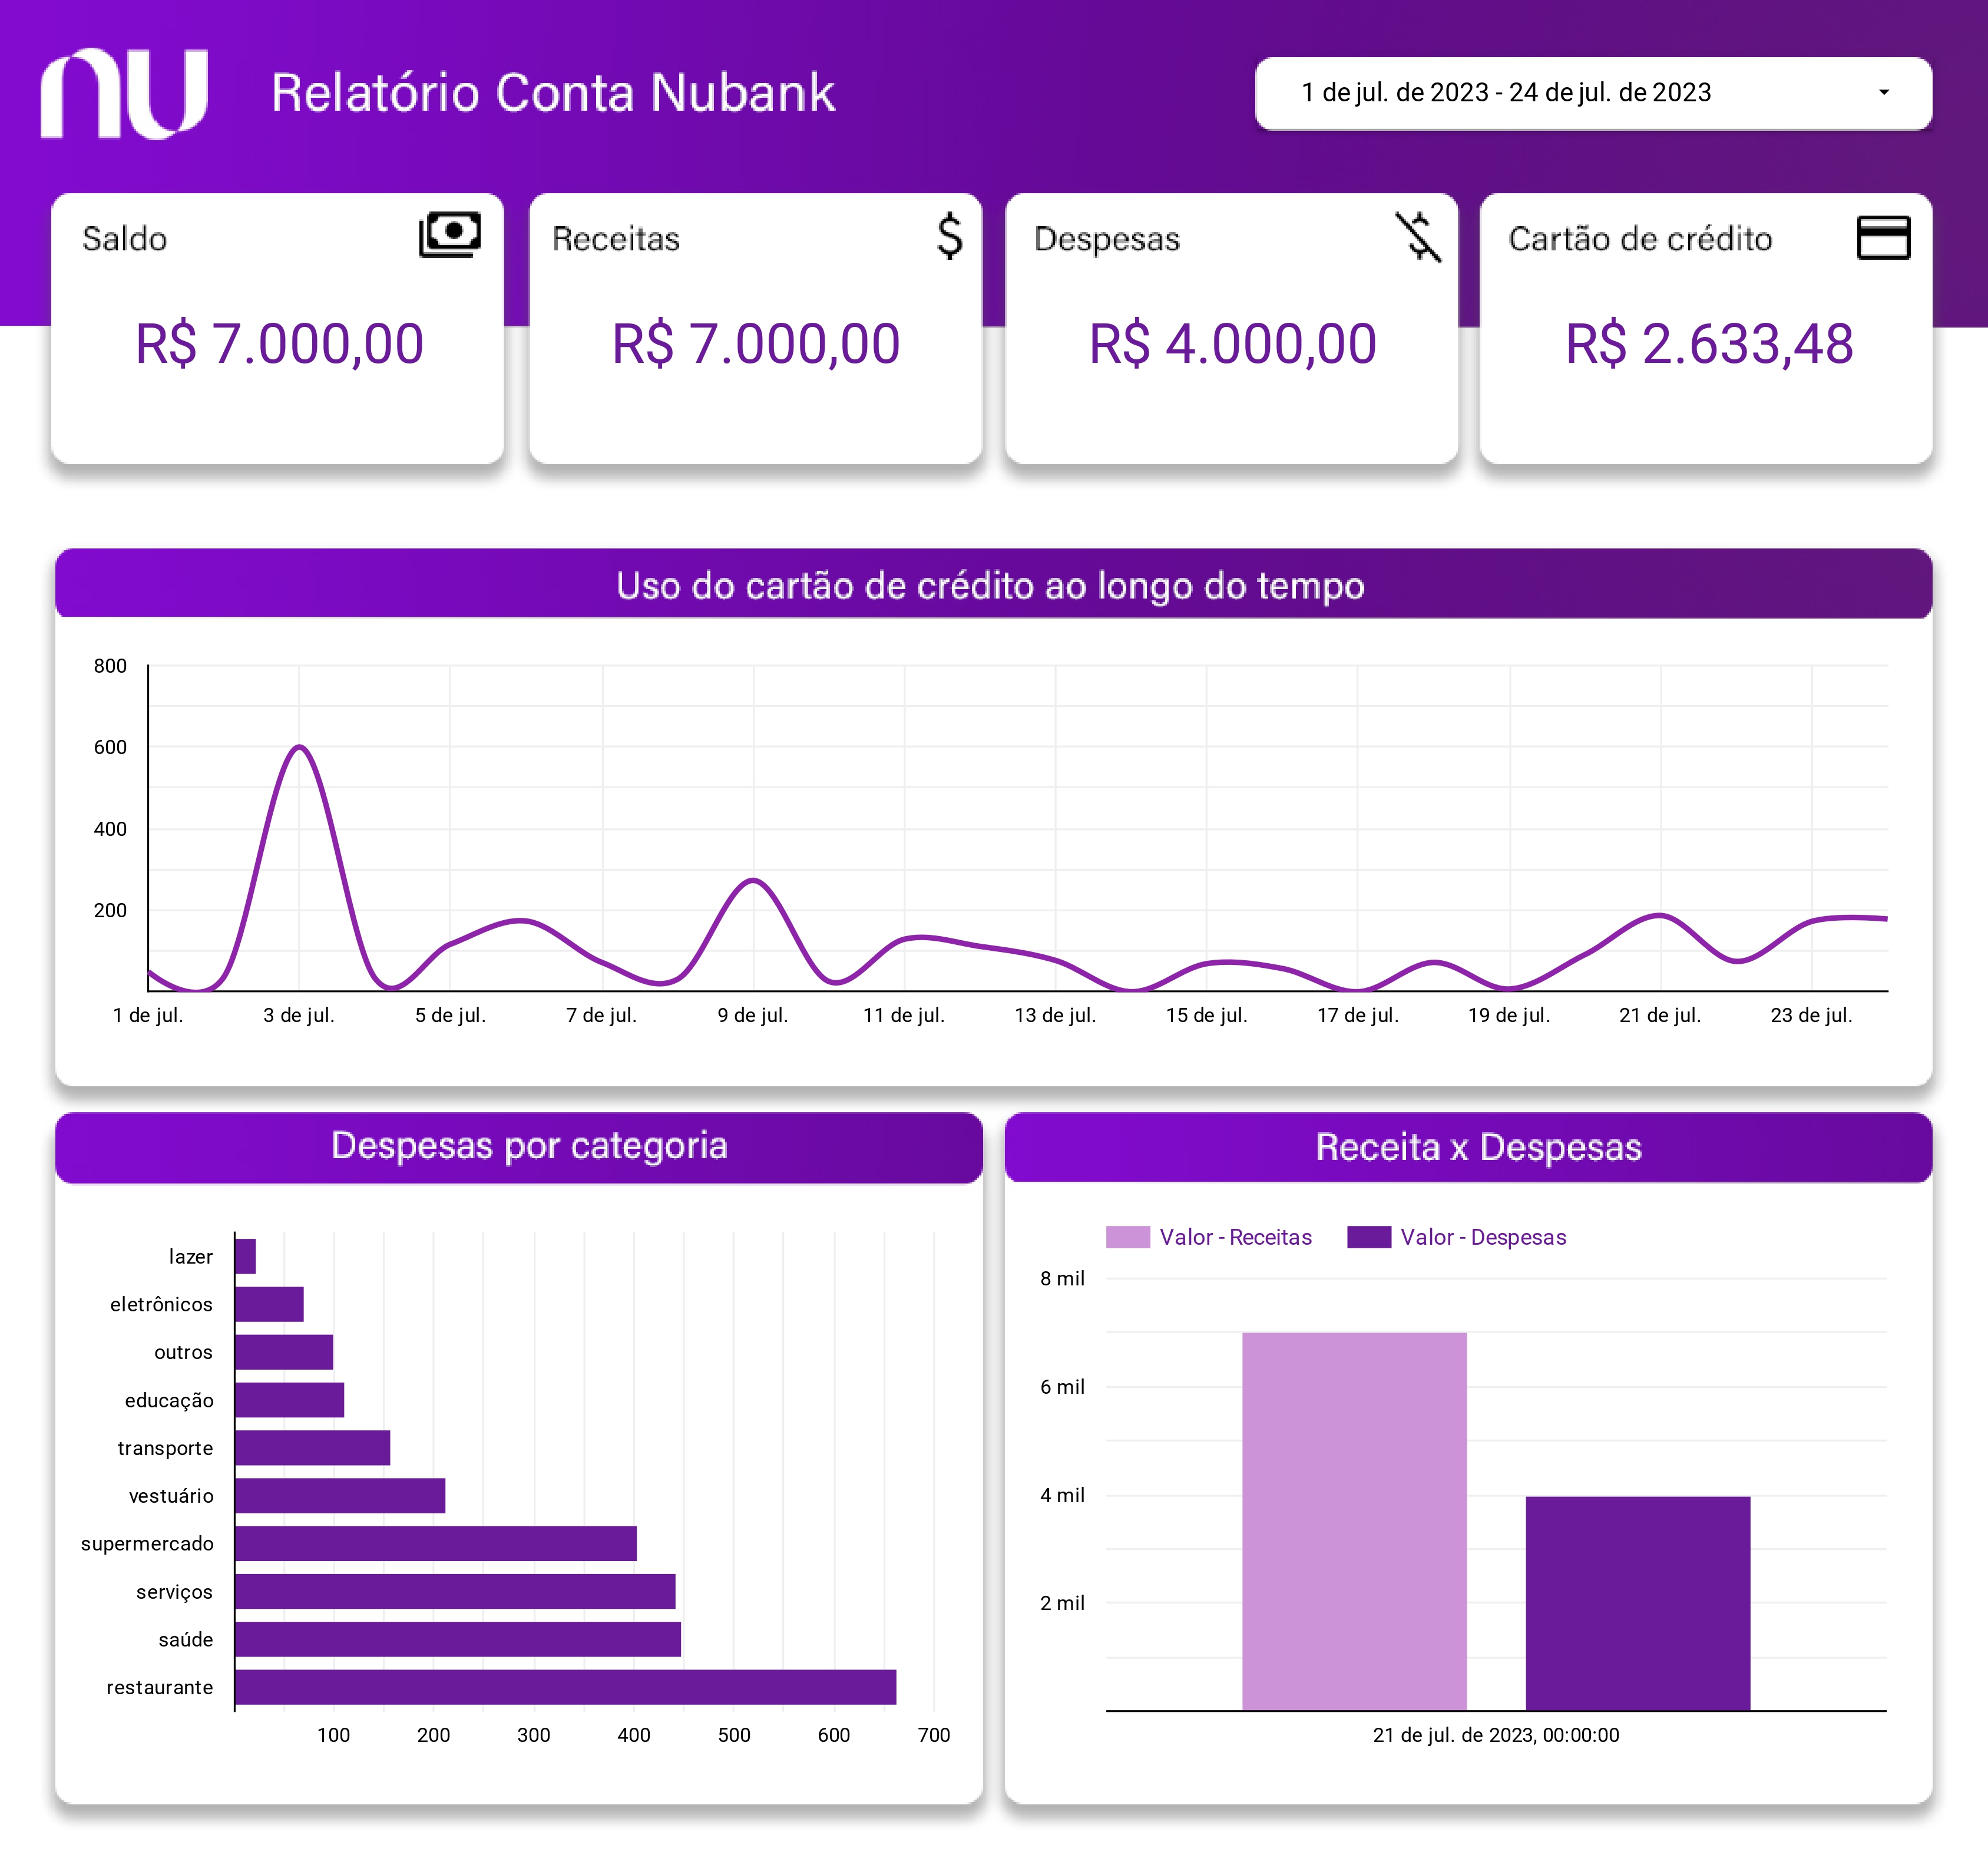 nu
Relatório Conta Nubank
1 de jul. de 2023 - 24 de jul. de 2023
Saldo
R$ 7.000,00
Receitas
$
R$ 7.000,00
Despesas
R$ 4.000,00
Cartão de crédito
R$ 2.633,48
Uso do cartão de crédito ao longo do tempo
800
600
400
200
1 de jul.
3 de jul.
5 de jul.
7 de jul.
9 de jul.
11 de jul.
13 de jul.
15 de jul.
17 de jul.
19 de jul.
21 de jul.
23 de jul.
Despesas por categoria
lazer
eletrônicos
outros
educação
transporte
vestuário
supermercado
serviços
saúde
restaurante
100
200
300
400
500
600
700
Receita x Despesas
Valor - Receitas
Valor - Despesas
8 mil
6 mil
4 mil
2 mil
21 de jul. de 2023, 00:00:00